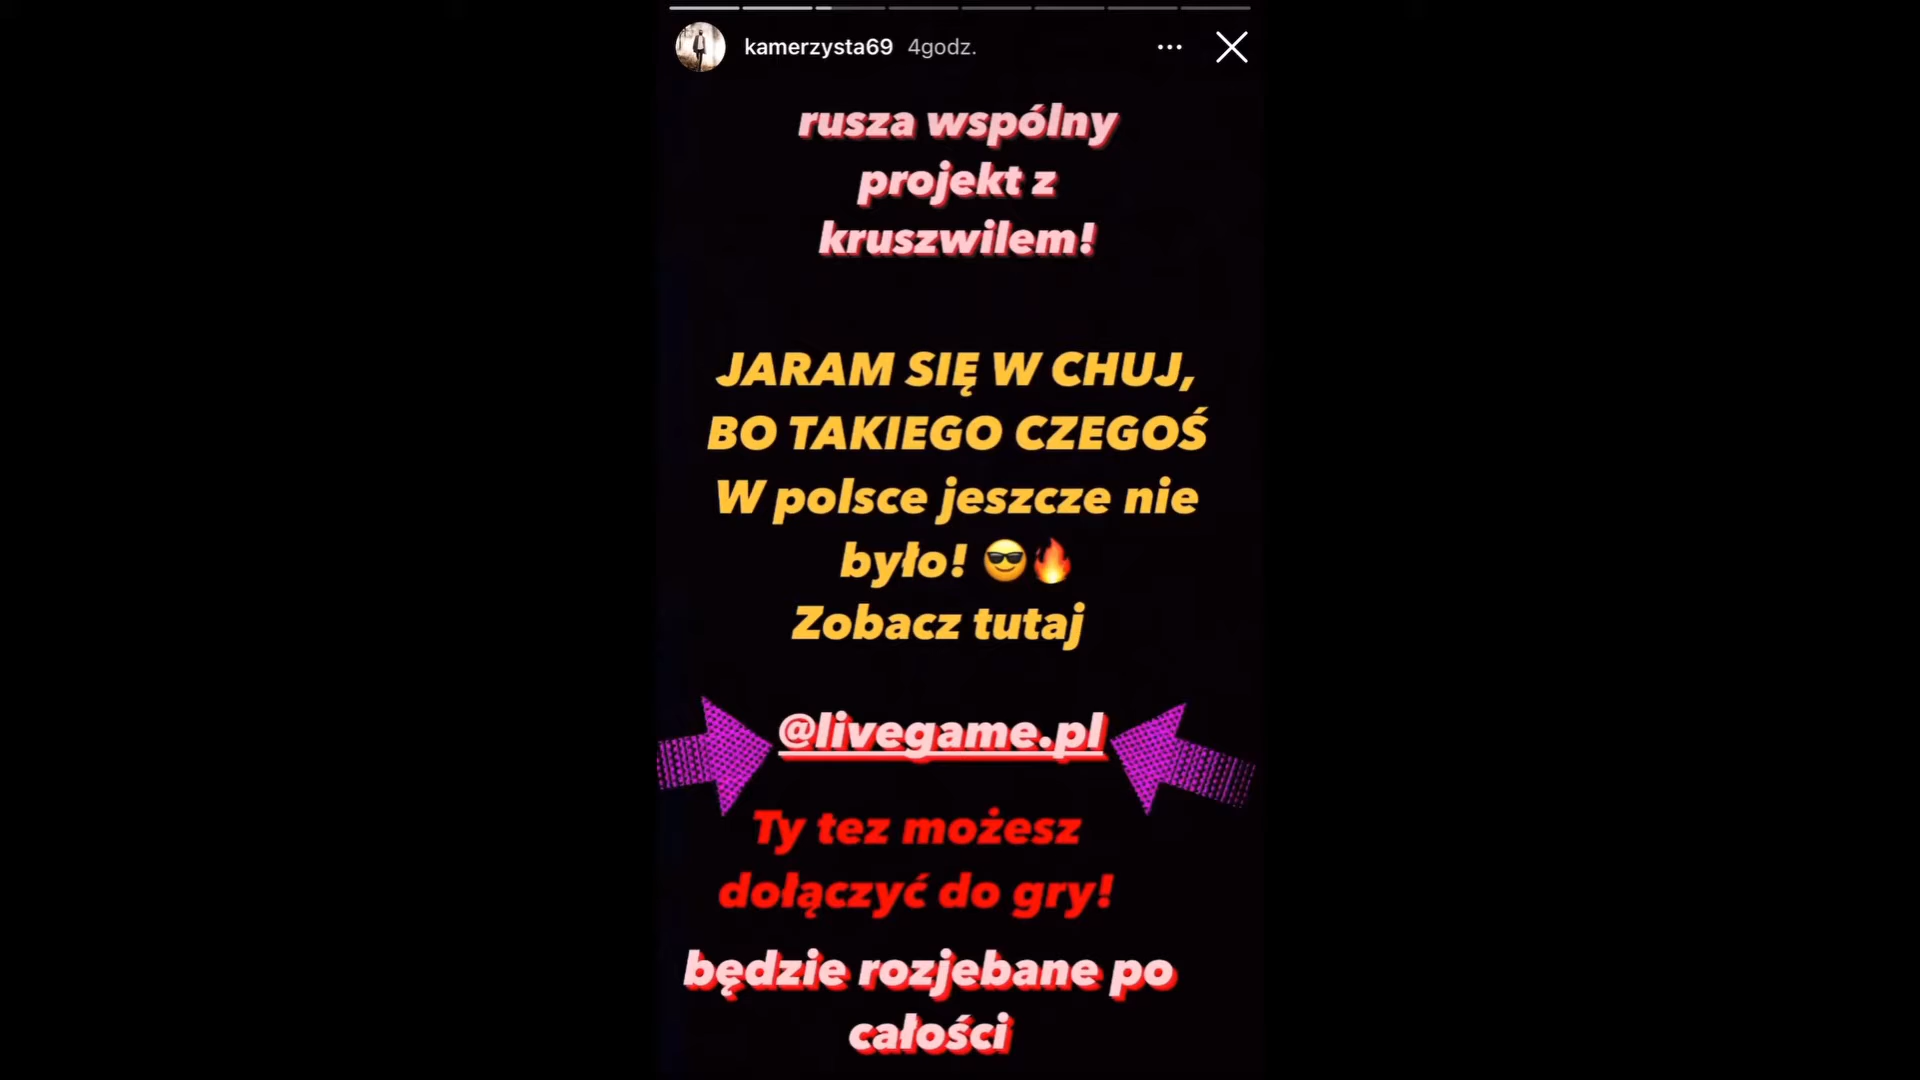 kamerzysta69 4godz.
rusza wspólny
projekt z
kruszwilem!
JARAM SIĘ W CHUJ,
BO TAKIEGO CZEGOŚ
W polsce jeszcze nie
było! 😎🔥
Zobacz tutaj
@livegame.pl
Ty tez możesz
dołączyć do gry!
będzie rozjebane po
całości